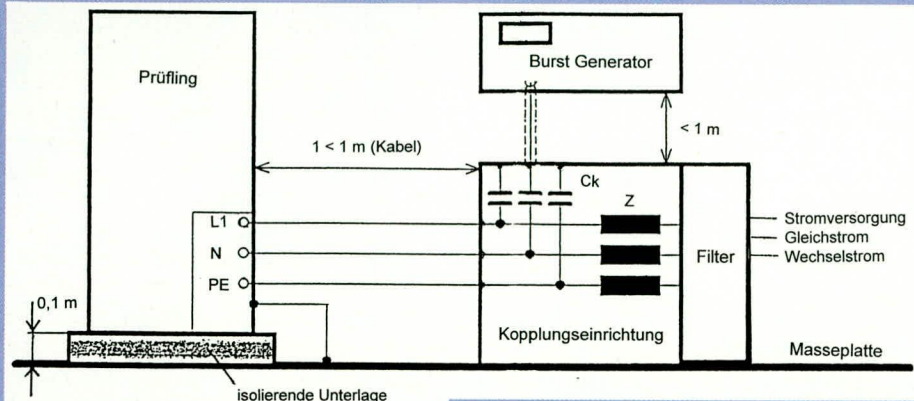 Prüfling
Burst Generator
< 1 m
1 < 1 m (Kabel)
Ck
Z
L1
N
PE
Filter
Stromversorgung
Gleichstrom
Wechselstrom
0,1 m
Kopplungseinrichtung
Masseplatte
isolierende Unterlage